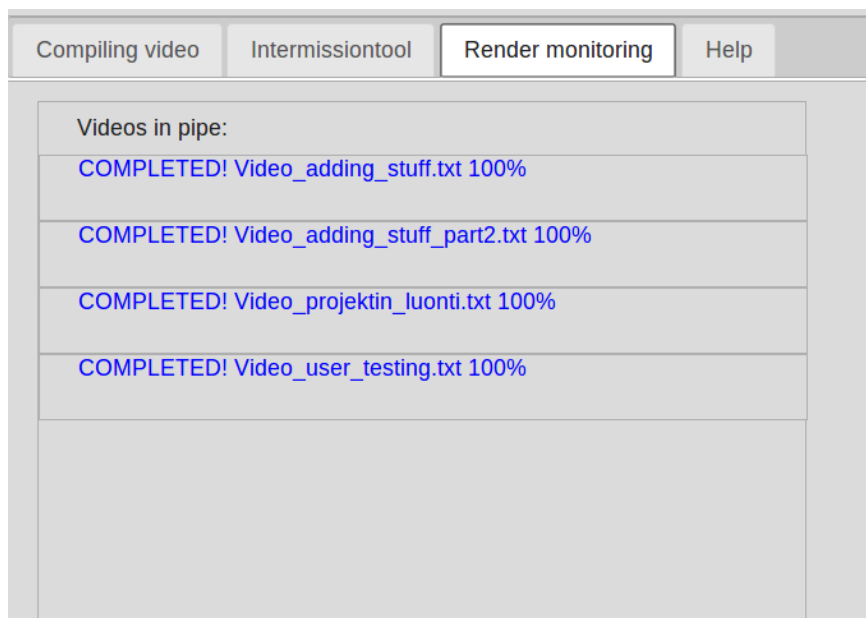 Compiling video Intermissiontool Render monitoring Help
Videos in pipe:
COMPLETED! Video_adding_stuff.txt 100%
COMPLETED! Video_adding_stuff_part2.txt 100%
COMPLETED! Video_projektin_luonti.txt 100%
COMPLETED! Video_user_testing.txt 100%